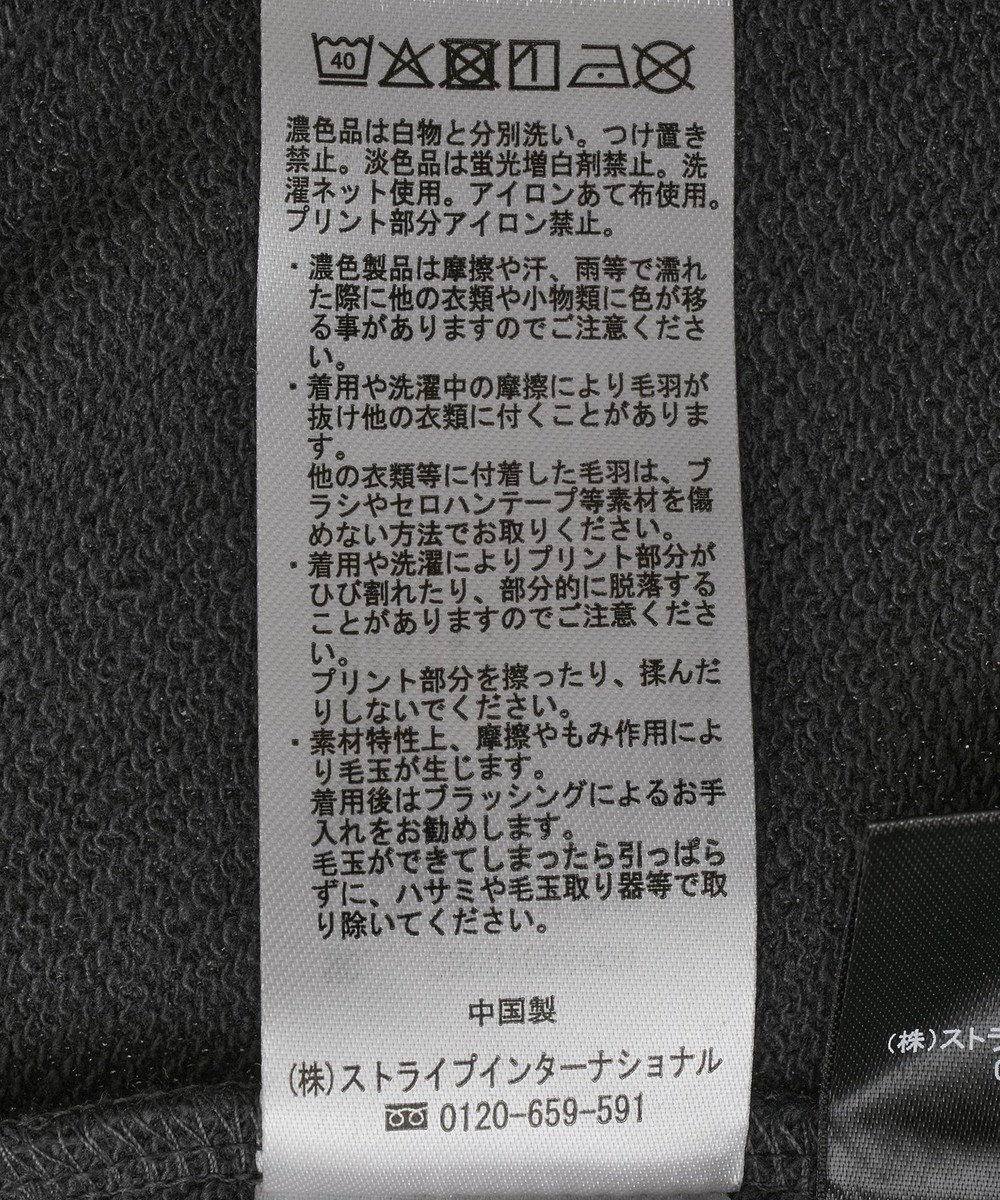 40
濃色品は白物と分別洗い。つけ置き
禁止。淡色品は蛍光増白剤禁止。洗
濯ネット使用。アイロンあて布使用。
プリント部分アイロン禁止。
・濃色製品は摩擦や汗、雨等で濡れ
た際に他の衣類や小物類に色が移
る事がありますのでご注意くださ
い。
・着用や洗濯中の摩擦により毛羽が
抜け他の衣類に付くことがありま
す。
他の衣類等に付着した毛羽は、ブ
ラシやセロハンテープ等素材を傷
めない方法でお取りください。
・着用や洗濯によりプリント部分が
ひび割れたり、部分的に脱落する
ことがありますのでご注意くださ
い。
プリント部分を擦ったり、揉んだ
りしないでください。
・素材特性上、摩擦やもみ作用によ
り毛玉が生じます。
着用後はブラッシングによるお手
入れをお勧めします。
毛玉ができてしまったら引っぱら
ずに、ハサミや毛玉取り器等で取
り除いてください。
中国製
(株)ストライプインターナショナル
0120-659-591
(株)スト